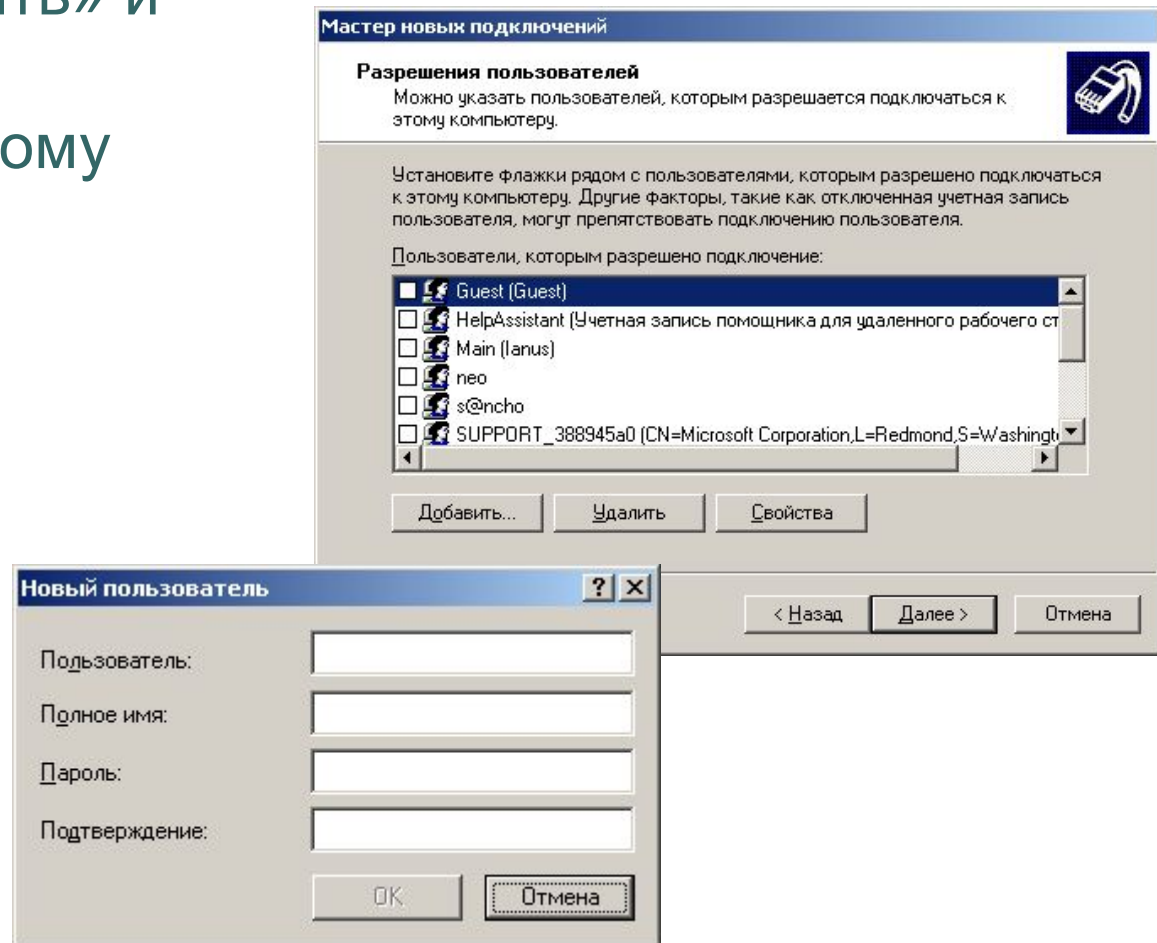 ить» и
ому
Мастер новых подключений
Разрешения пользователей
Можно указать пользователей, которым разрешается подключаться к
этому компьютеру.
Установите флажки рядом с пользователями, которым разрешено подключаться
к этому компьютеру. Другие факторы, такие как отключенная учетная запись
пользователя, могут препятствовать подключению пользователя.
Пользователи, которым разрешено подключение:
Guest (Guest)
HelpAssistant (Учетная запись помощника для удаленного рабочего ст
Main (Ianus)
neo
s@ncho
SUPPORT_388945a0 (CN=Microsoft Corporation,L=Redmond,S=Washingt
Добавить... Удалить Свойства
< Назад Далее > Отмена
Новый пользователь
Пользователь:
Полное имя:
Пароль:
Подтверждение:
OK Отмена